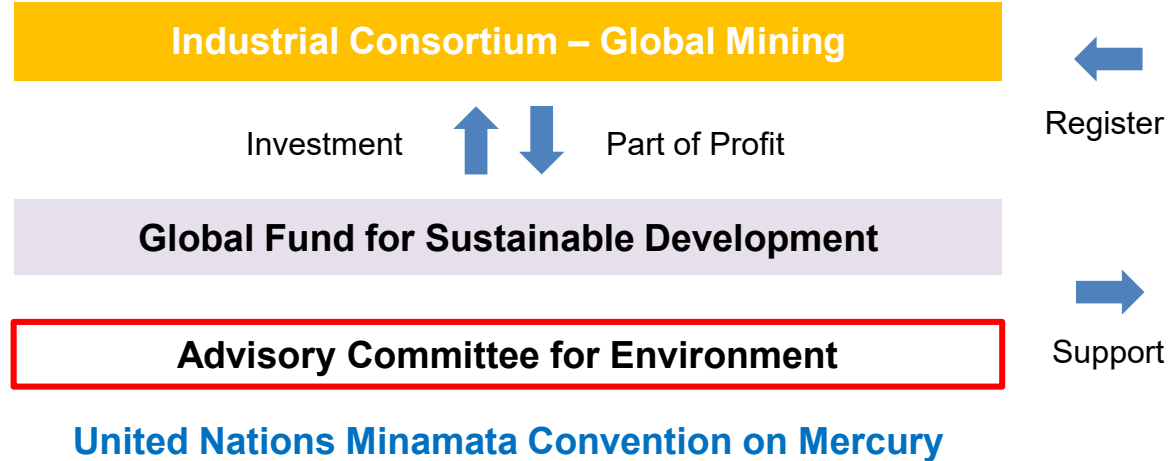 Industrial Consortium – Global Mining
Register
Investment
Part of Profit
Global Fund for Sustainable Development
Advisory Committee for Environment
Support
United Nations Minamata Convention on Mercury